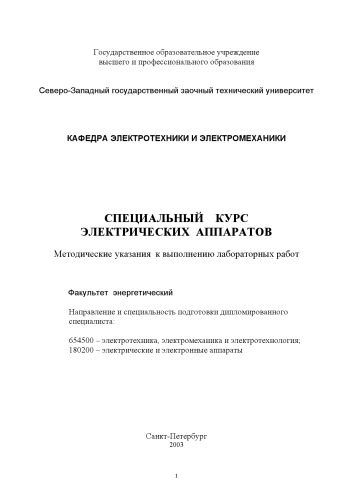 Государственное образовательное учреждение
высшего и профессионального образования
Северо-Западный государственный заочный технический университет
КАФЕДРА ЭЛЕКТРОТЕХНИКИ И ЭЛЕКТРОМЕХАНИКИ
СПЕЦИАЛЬНЫЙ КУРС
ЭЛЕКТРИЧЕСКИХ АППАРАТОВ
Методические указания к выполнению лабораторных работ
Факультет энергетический
Направление и специальность подготовки дипломированного
специалиста:
654500 – электротехника, электромеханика и электротехнология;
180200 – электрические и электронные аппараты
Санкт-Петербург
2003
1